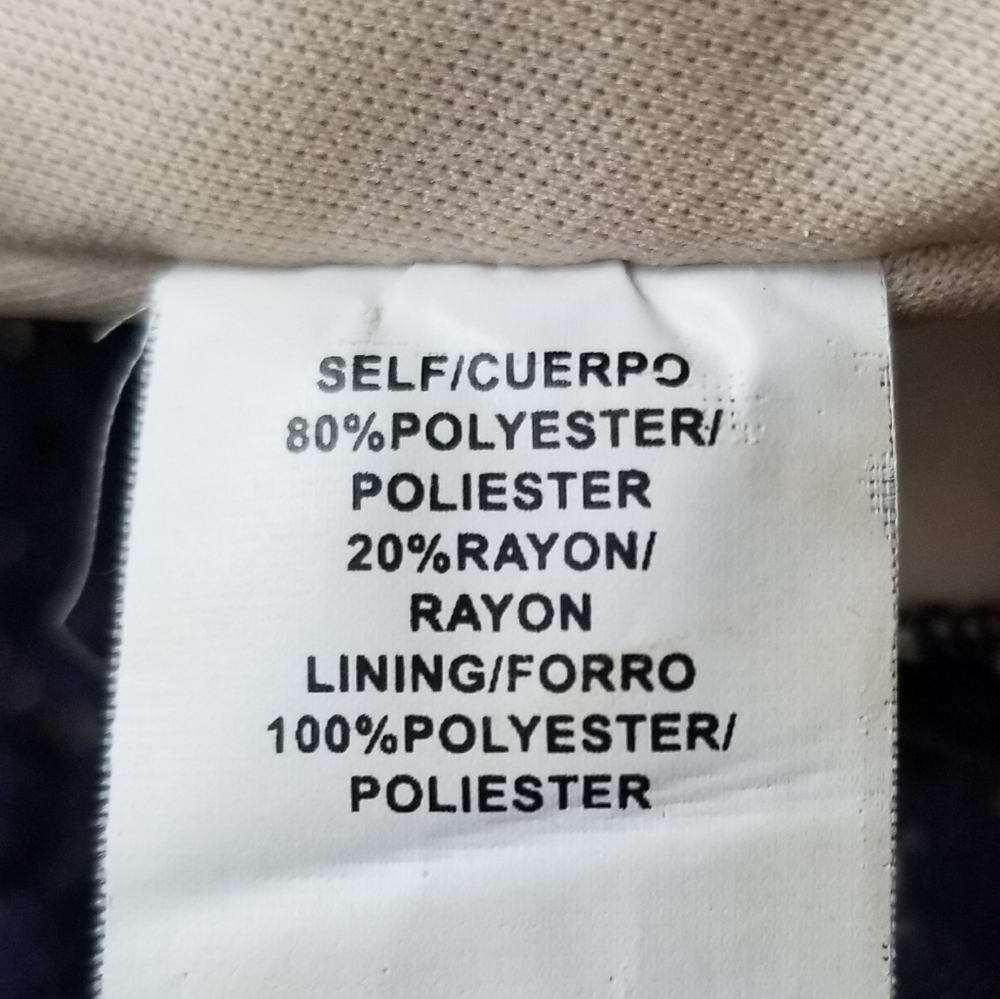 SELF/CUERPO
80%POLYESTER/
POLIESTER
20%RAYON/
RAYON
LINING/FORRO
100%POLYESTER/
POLIESTER